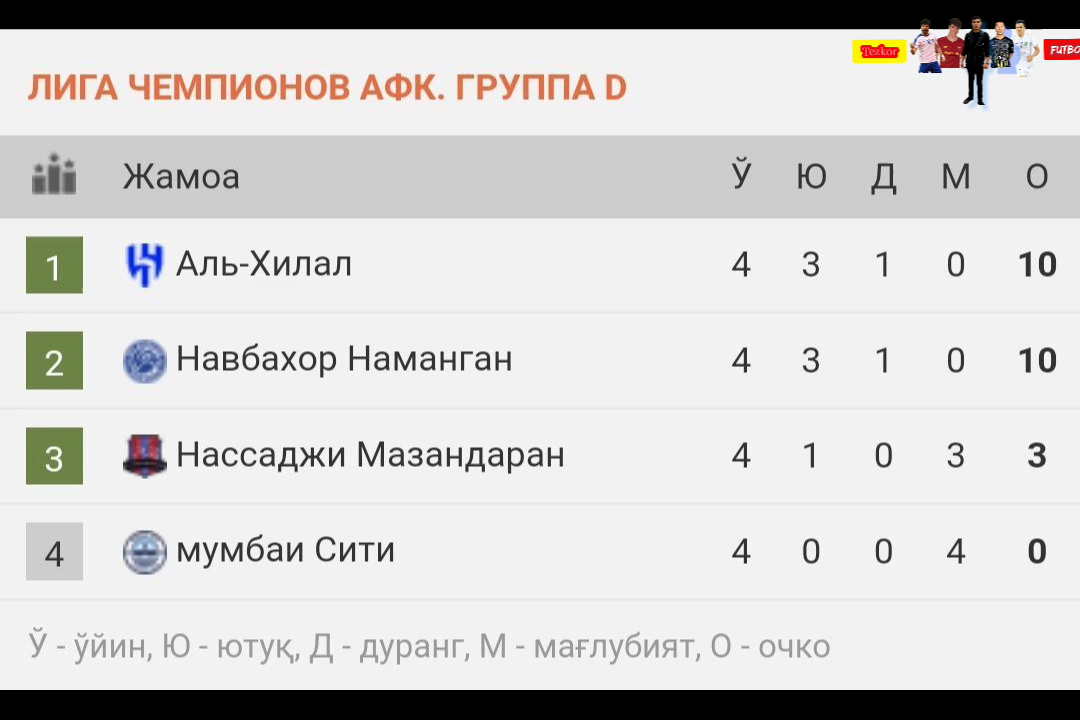 Tezkor
FUTBO
ЛИГА ЧЕМПИОНОВ АФК. ГРУППА D
Жамоа Ў Ю Д М О
1 Аль-Хилал 4 3 1 0 10
2 Навбахор Наманган 4 3 1 0 10
3 Нассаджи Мазандаран 4 1 0 3 3
4 мумбаи Сити 4 0 0 4 0
Ў - ўйин, Ю - ютуқ, Д - дуранг, М - мағлубият, О - очко